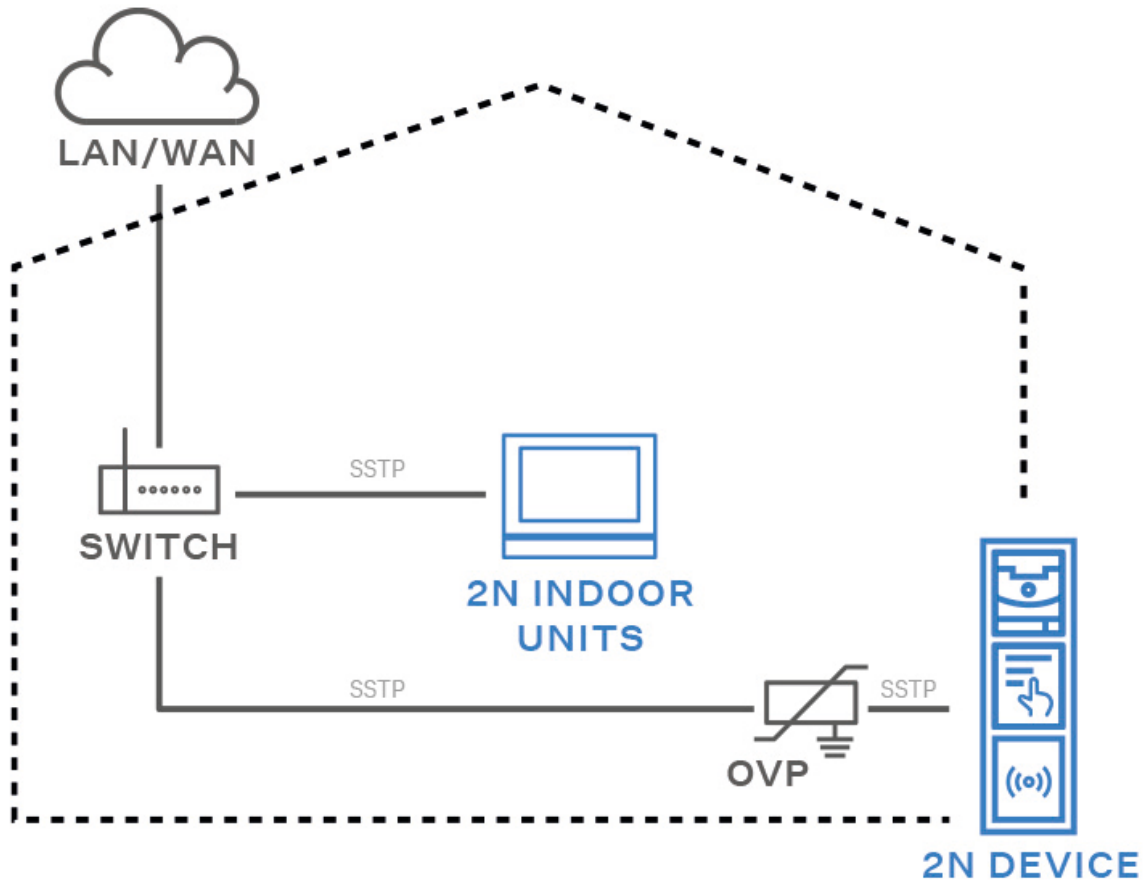 LAN/WAN
SSTP
SWITCH
2N INDOOR
UNITS
SSTP
SSTP
OVP
2N DEVICE